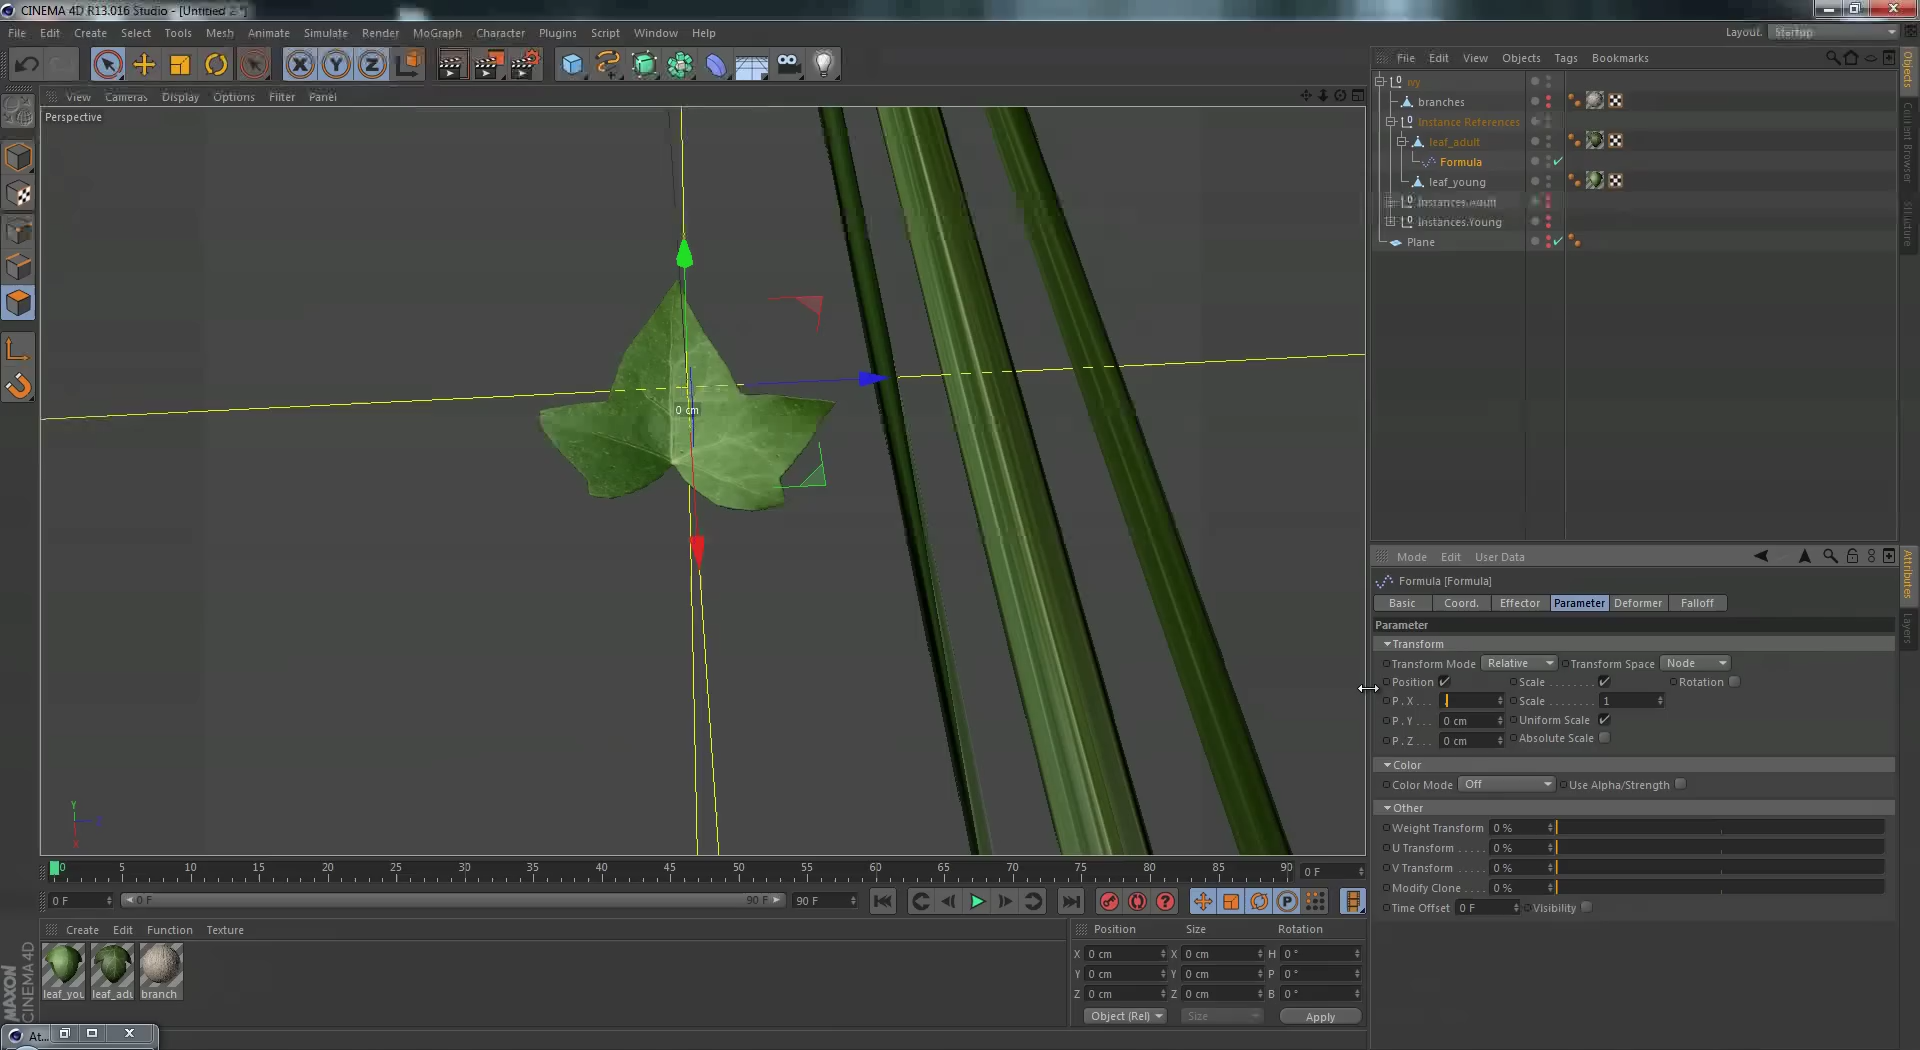 CINEMA 4D R13.016 Studio - [Untitled 2 *]
File Edit Create Select Tools Mesh Animate Simulate Render MoGraph Character Plugins Script Window Help
Layout: Startup
View Cameras Display Options Filter Panel
Perspective
0 cm
Y
X
File Edit View Objects Tags Bookmarks
ivy
branches
Instance References
leaf_adult
Formula
leaf_young
Instances.Adult
Instances.Young
Plane
Objects
Content Browser
Structure
Mode Edit User Data
Formula [Formula]
Basic Coord. Effector Parameter Deformer Falloff
Parameter
Transform
Transform Mode Relative Transform Space Node
Position Scale ........ Rotation
P . X ... Scale ........ 1
P . Y ... 0 cm Uniform Scale
P . Z ... 0 cm Absolute Scale
Color
Color Mode Off Use Alpha/Strength
Other
Weight Transform 0 %
U Transform ..... 0 %
V Transform ..... 0 %
Modify Clone .... 0 %
Time Offset 0 F Visibility
Attributes
Layers
0 5 10 15 20 25 30 35 40 45 50 55 60 65 70 75 80 85 90 0 F
0 F 0 F 90 F 90 F
Create Edit Function Texture
leaf_you leaf_adu branch
Position Size Rotation
X 0 cm X 0 cm H 0 °
Y 0 cm Y 0 cm P 0 °
Z 0 cm Z 0 cm B 0 °
Object (Rel) Size Apply
MAXON
CINEMA 4D
At...